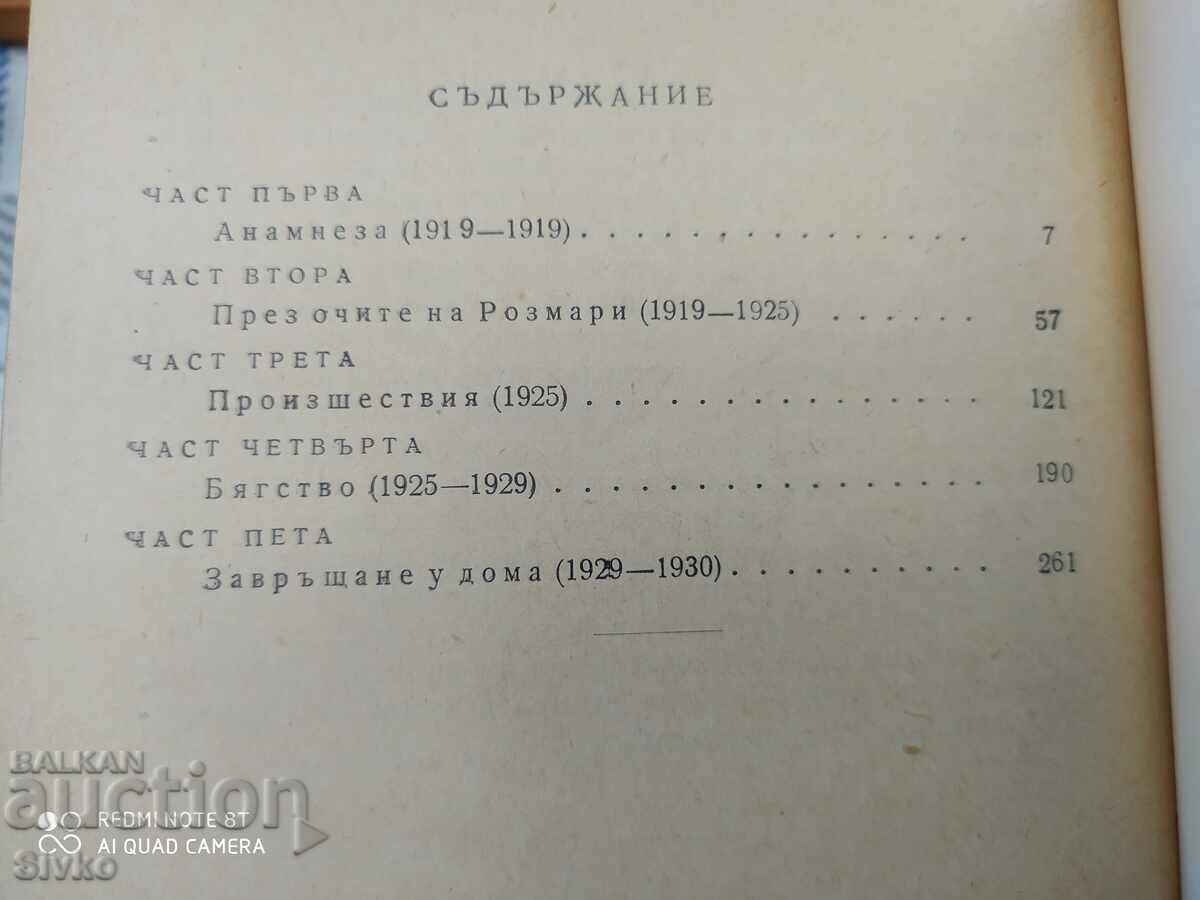 СЪДЪРЖАНИЕ
ЧАСТ ПЪРВА
Анамнеза (1919—1919) . . . . . . . . . . . . . . 7
ЧАСТ ВТОРА
През очите на Розмари (1919—1925) . . . . . . 57
ЧАСТ ТРЕТА
Произшествия (1925) . . . . . . . . . . . . . . 121
ЧАСТ ЧЕТВЪРТА
Бягство (1925—1929) . . . . . . . . . . . . . . . 190
ЧАСТ ПЕТА
Завръщане у дома (1929—1930) . . . . . . . . . . 261
BALKAN
auction
REDMI NOTE 8T
AI QUAD CAMERA
Sivko